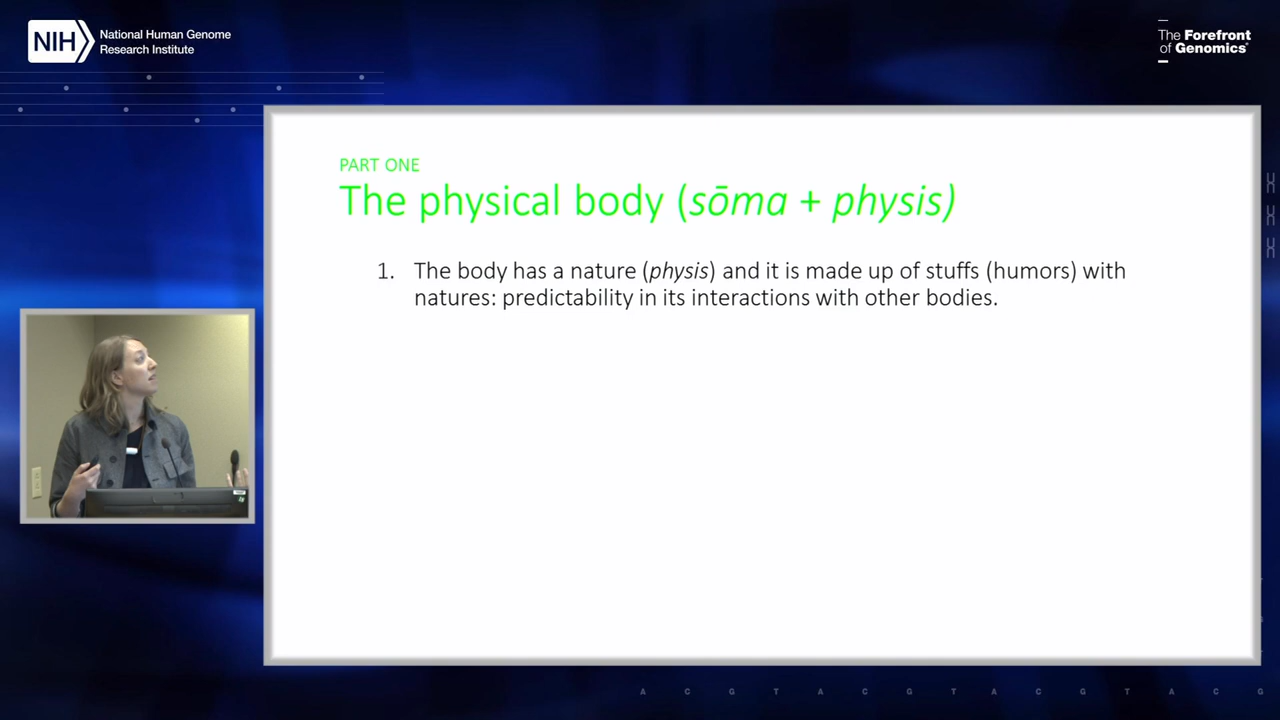 NIH
National Human Genome
Research Institute
The Forefront
of Genomics®
PART ONE
The physical body (sōma + physis)
1. The body has a nature (physis) and it is made up of stuffs (humors) with
natures: predictability in its interactions with other bodies.
A C G T A C G T A C G T A C G